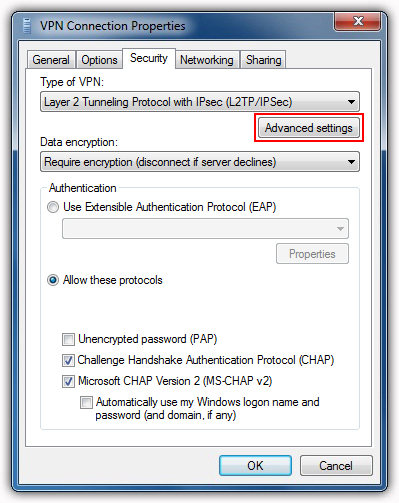 VPN Connection Properties
General Options Security Networking Sharing
Type of VPN:
Layer 2 Tunneling Protocol with IPsec (L2TP/IPSec)
Advanced settings
Data encryption:
Require encryption (disconnect if server declines)
Authentication
Use Extensible Authentication Protocol (EAP)
Properties
Allow these protocols
Unencrypted password (PAP)
Challenge Handshake Authentication Protocol (CHAP)
Microsoft CHAP Version 2 (MS-CHAP v2)
Automatically use my Windows logon name and
password (and domain, if any)
OK Cancel